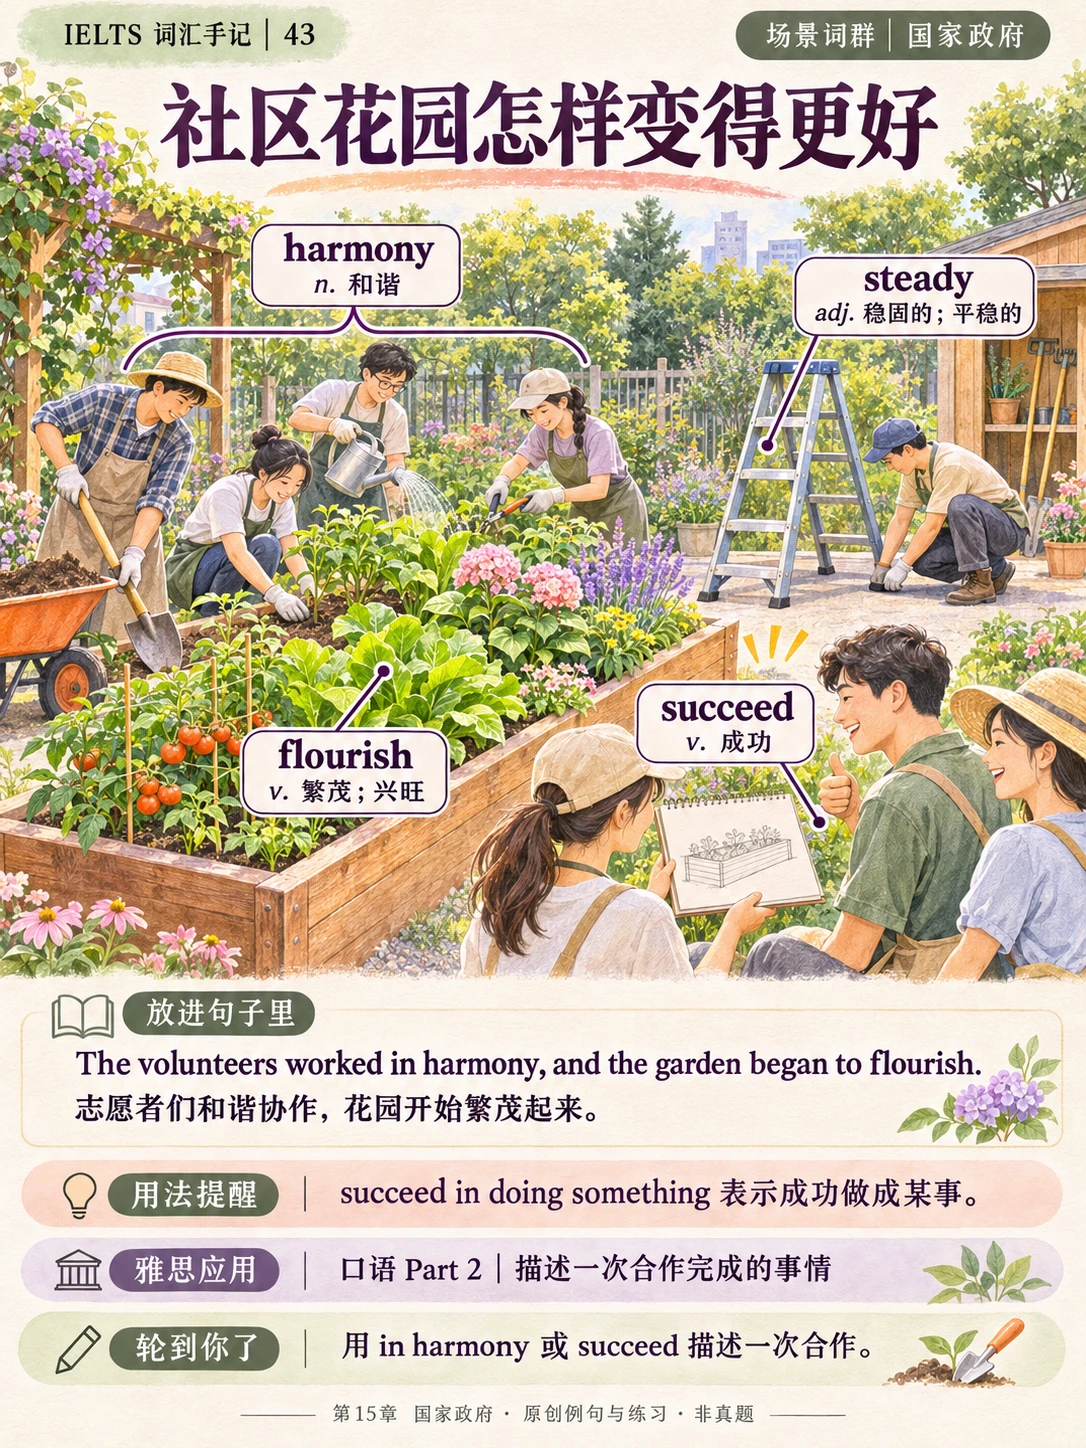 IELTS 词汇手记 | 43
场景词群 | 国家政府
社区花园怎样变得更好
harmony
n. 和谐
steady
adj. 稳固的；平稳的
flourish
v. 繁茂；兴旺
succeed
v. 成功
放进句子里
The volunteers worked in harmony, and the garden began to flourish.
志愿者们和谐协作，花园开始繁茂起来。
用法提醒 | succeed in doing something 表示成功做成某事。
雅思应用 | 口语 Part 2 | 描述一次合作完成的事情
轮到你了 | 用 in harmony 或 succeed 描述一次合作。
第15章 国家政府 · 原创例句与练习 · 非真题